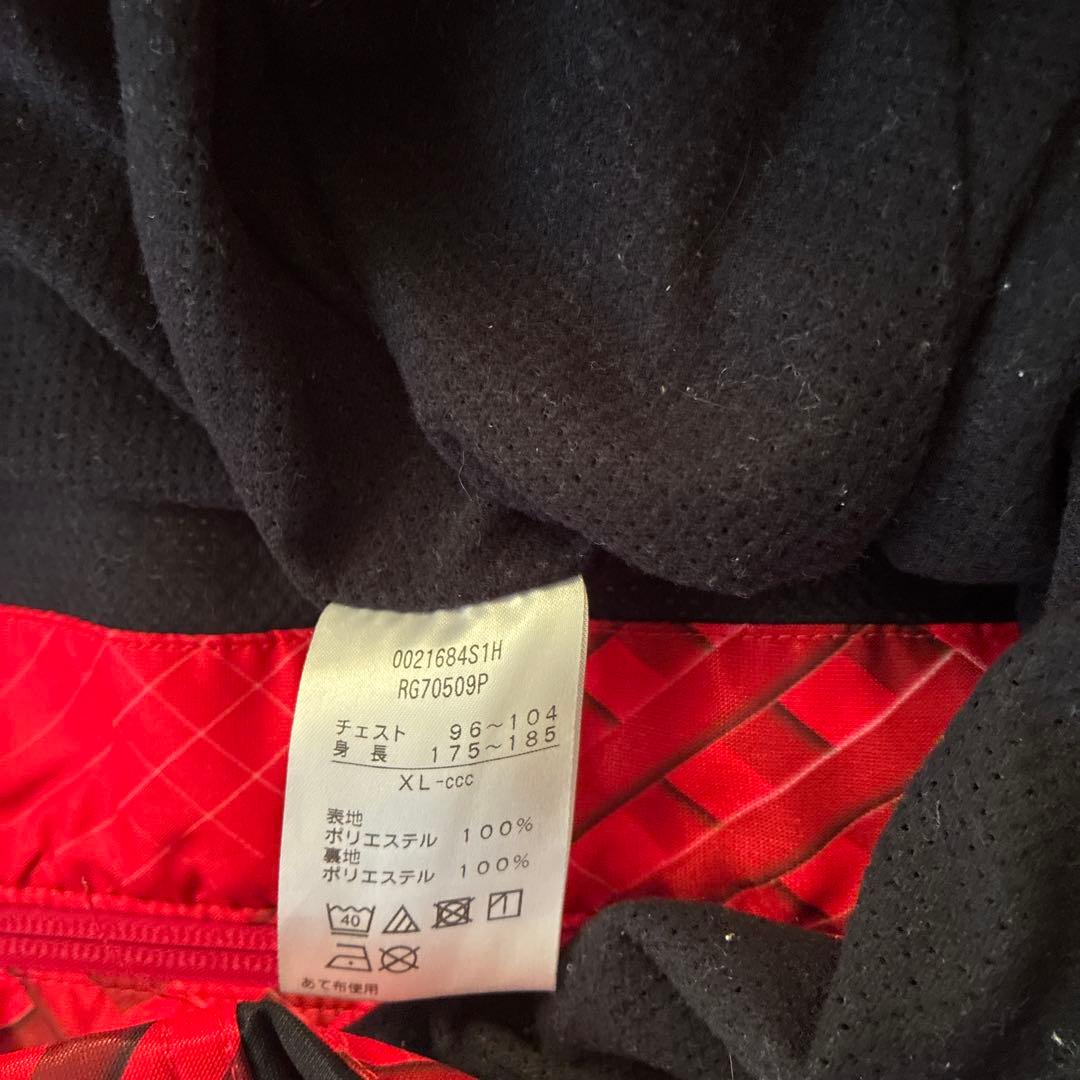 0021684S1H
RG70509P
チェスト 96～104
身長 175～185
XL-ccc
表地
ポリエステル 100%
裏地
ポリエステル 100%
40
あて布使用